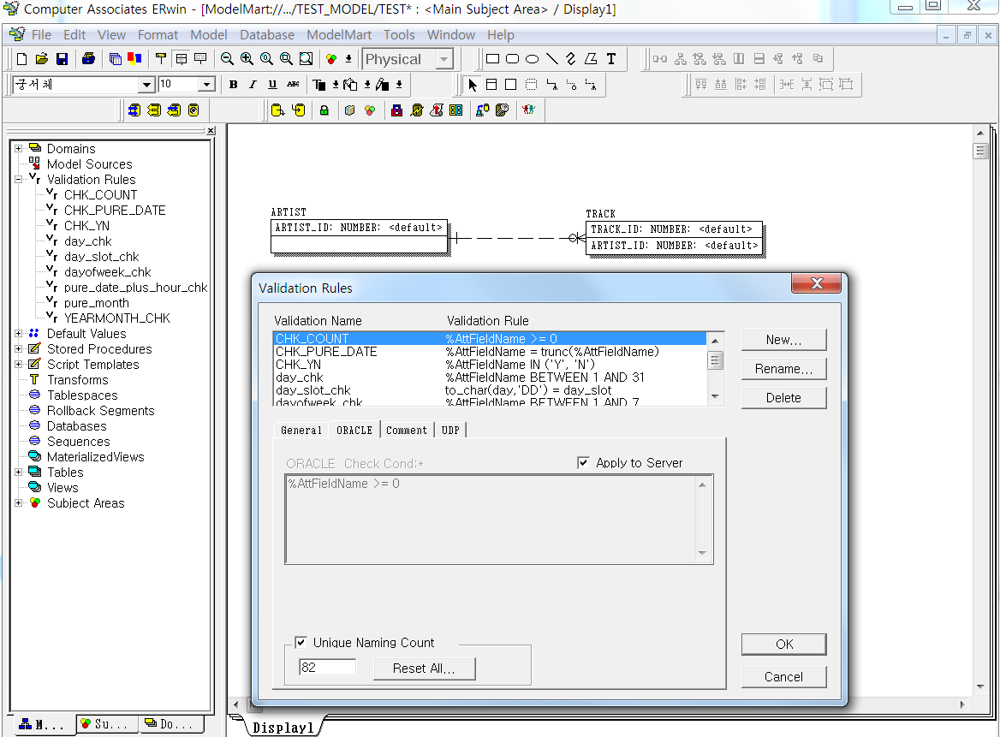 Computer Associates ERwin - [ModelMart://.../TEST_MODEL/TEST* : <Main Subject Area> / Display1]
File Edit View Format Model Database ModelMart Tools Window Help
Physical
T
궁서체 10 B I U ABC T
Domains
Model Sources
Validation Rules
CHK_COUNT
CHK_PURE_DATE
CHK_YN
day_chk
day_slot_chk
dayofweek_chk
pure_date_plus_hour_chk
pure_month
YEARMONTH_CHK
Default Values
Stored Procedures
Script Templates
Transforms
Tablespaces
Rollback Segments
Databases
Sequences
MaterializedViews
Tables
Views
Subject Areas
M... Su... Do...
ARTIST
ARTIST_ID: NUMBER: <default>
TRACK
TRACK_ID: NUMBER: <default>
ARTIST_ID: NUMBER: <default>
Validation Rules
Validation Name Validation Rule
CHK_COUNT %AttFieldName >= 0
CHK_PURE_DATE %AttFieldName = trunc(%AttFieldName)
CHK_YN %AttFieldName IN ('Y', 'N')
day_chk %AttFieldName BETWEEN 1 AND 31
day_slot_chk to_char(day,'DD') = day_slot
dayofweek_chk %AttFieldName BETWEEN 1 AND 7
New...
Rename...
Delete
General ORACLE Comment UDP
ORACLE Check Cond:* Apply to Server
%AttFieldName >= 0
Unique Naming Count
82 Reset All...
OK
Cancel
Display1